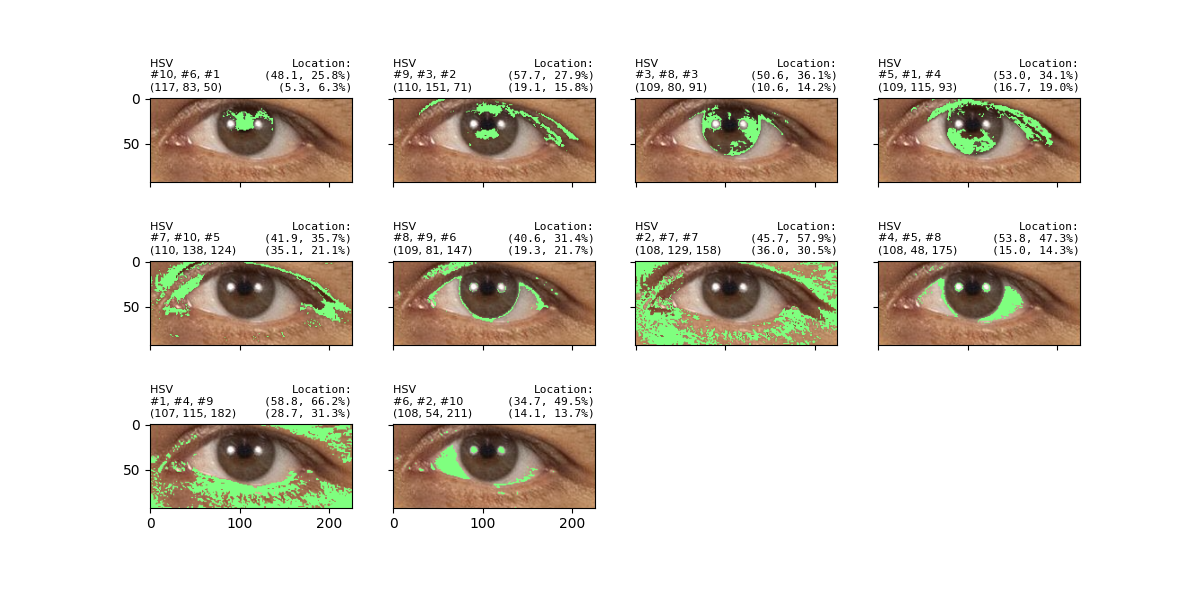 HSV Location:
#10, #6, #1 (48.1, 25.8%)
(117, 83, 50) (5.3, 6.3%)
HSV Location:
#9, #3, #2 (57.7, 27.9%)
(110, 151, 71) (19.1, 15.8%)
HSV Location:
#3, #8, #3 (50.6, 36.1%)
(109, 80, 91) (10.6, 14.2%)
HSV Location:
#5, #1, #4 (53.0, 34.1%)
(109, 115, 93) (16.7, 19.0%)
0
50
HSV Location:
#7, #10, #5 (41.9, 35.7%)
(110, 138, 124) (35.1, 21.1%)
HSV Location:
#8, #9, #6 (40.6, 31.4%)
(109, 81, 147) (19.3, 21.7%)
HSV Location:
#2, #7, #7 (45.7, 57.9%)
(108, 129, 158) (36.0, 30.5%)
HSV Location:
#4, #5, #8 (53.8, 47.3%)
(108, 48, 175) (15.0, 14.3%)
0
50
HSV Location:
#1, #4, #9 (58.8, 66.2%)
(107, 115, 182) (28.7, 31.3%)
HSV Location:
#6, #2, #10 (34.7, 49.5%)
(108, 54, 211) (14.1, 13.7%)
0
50
0 100 200
0 100 200